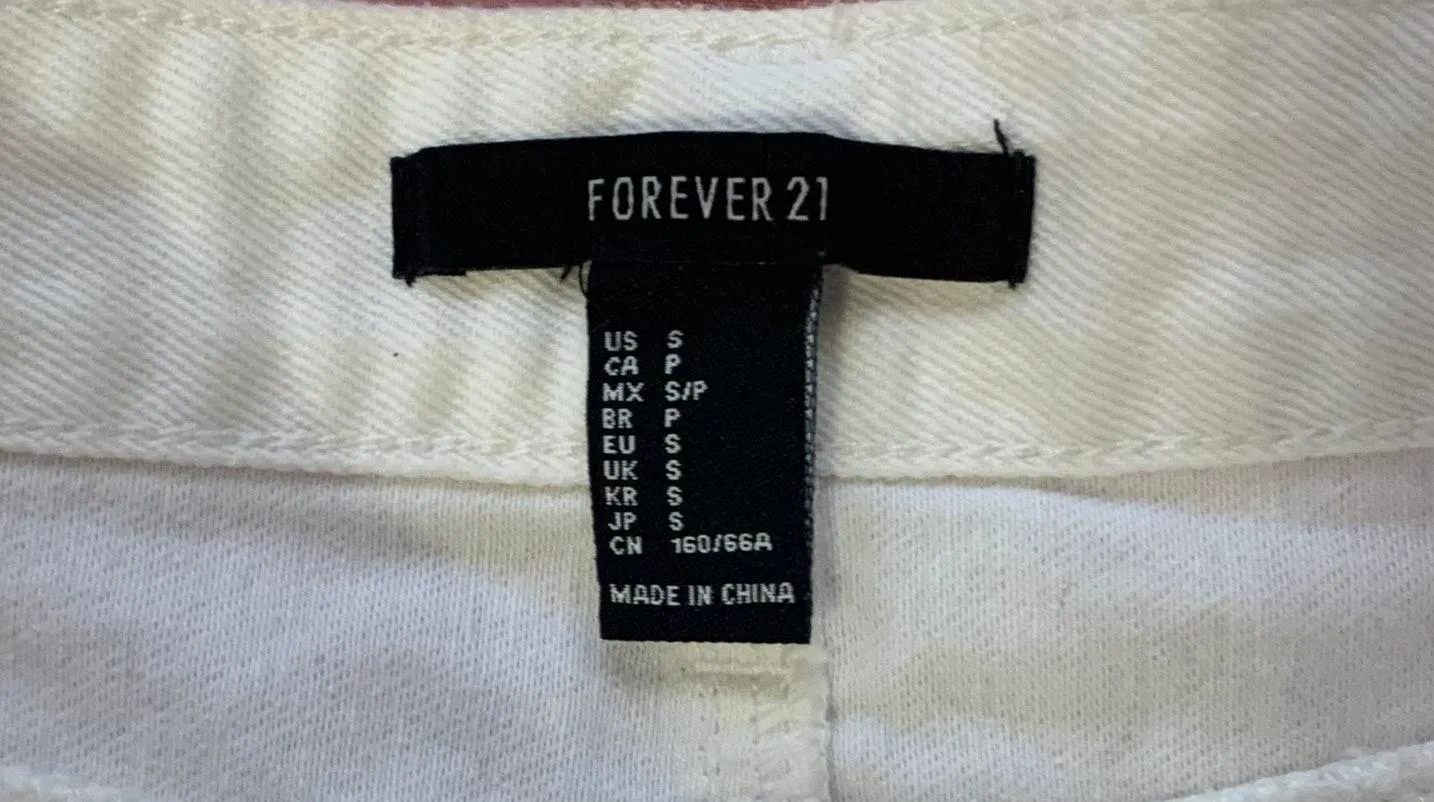 FOREVER 21
US S
CA P
MX S/P
BR P
EU S
UK S
KR S
JP S
CN 160/66A
MADE IN CHINA